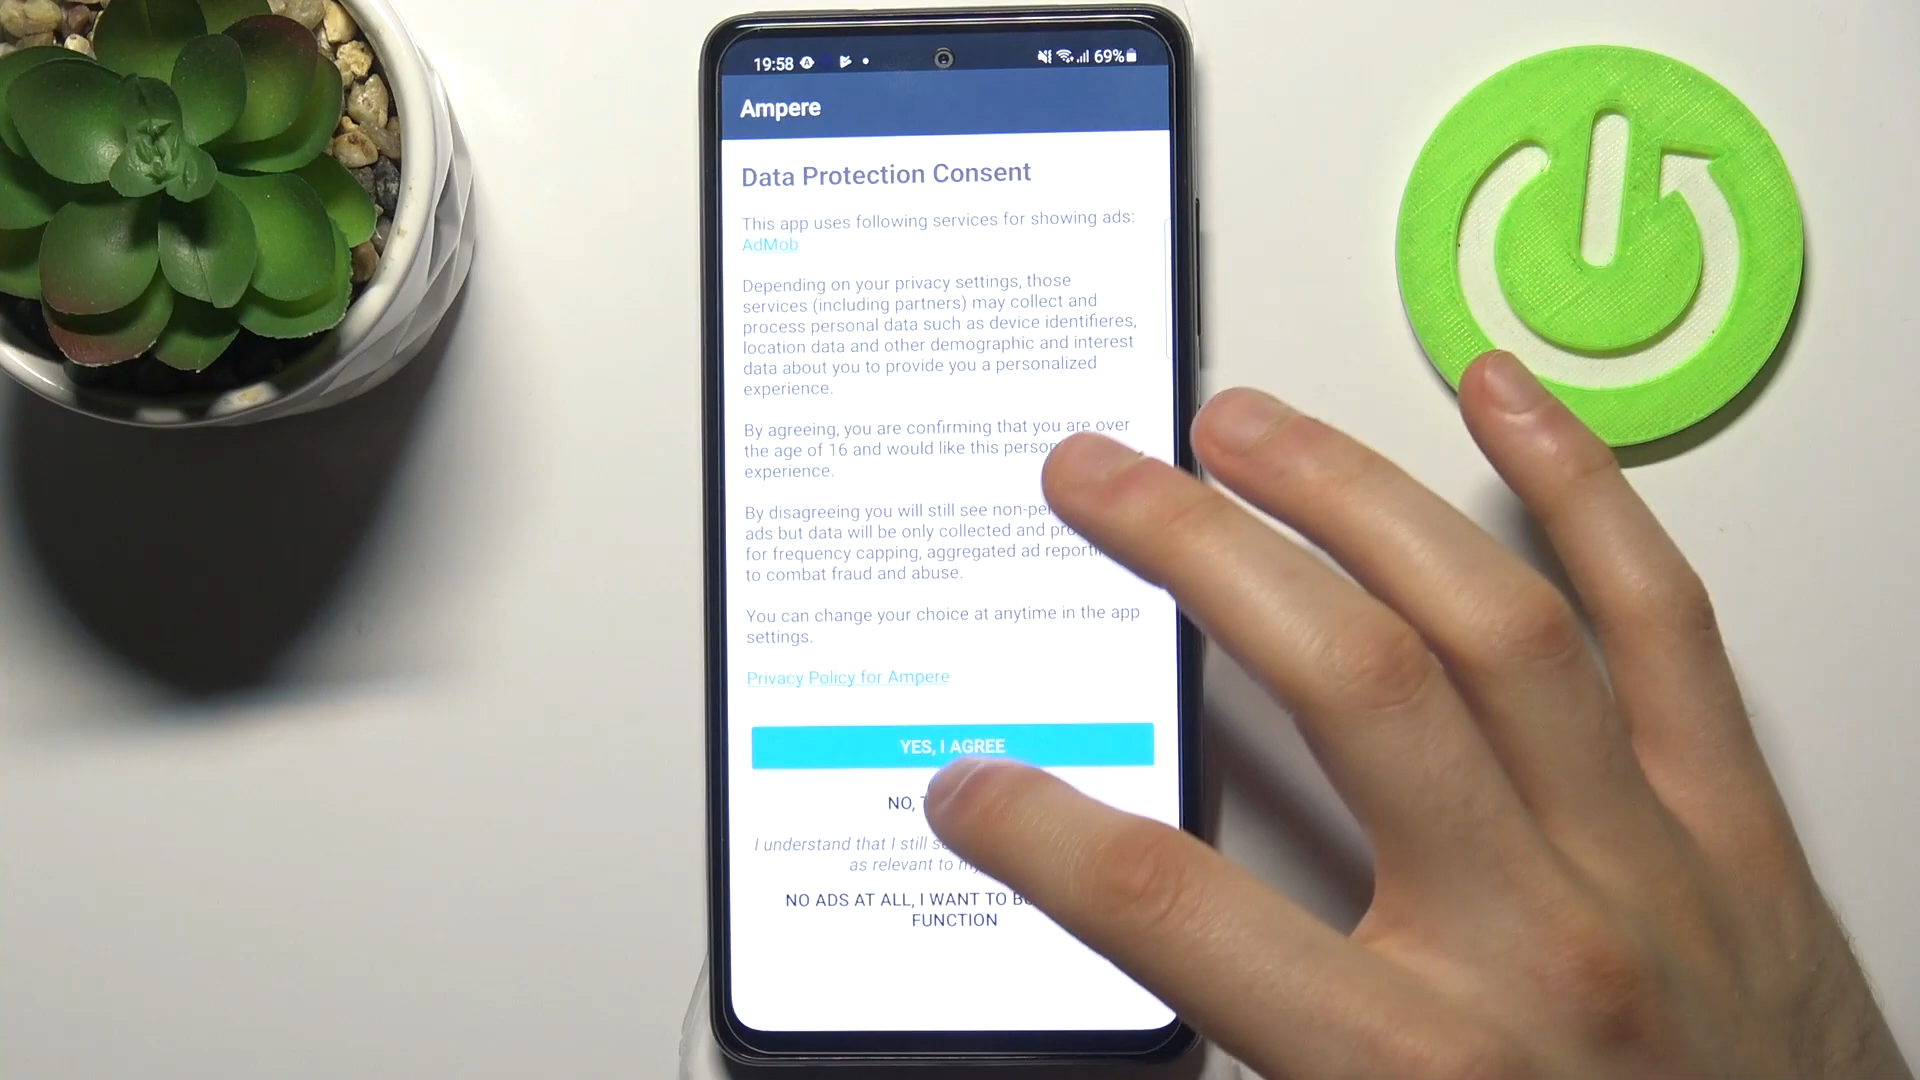 19:58 69%
Ampere
Data Protection Consent
This app uses following services for showing ads:
AdMob
Depending on your privacy settings, those
services (including partners) may collect and
process personal data such as device identifieres,
location data and other demographic and interest
data about you to provide you a personalized
experience.
By agreeing, you are confirming that you are over
the age of 16 and would like this
experience.
By disagreeing you will still see
ads but data will be only collected and
for frequency capping, aggregated ad
to combat fraud and abuse.
You can change your choice at anytime in the app
settings.
Privacy Policy for Ampere
YES, I AGREE
NO,
I understand that I still
as relevant to
NO ADS AT ALL, I WANT TO
FUNCTION